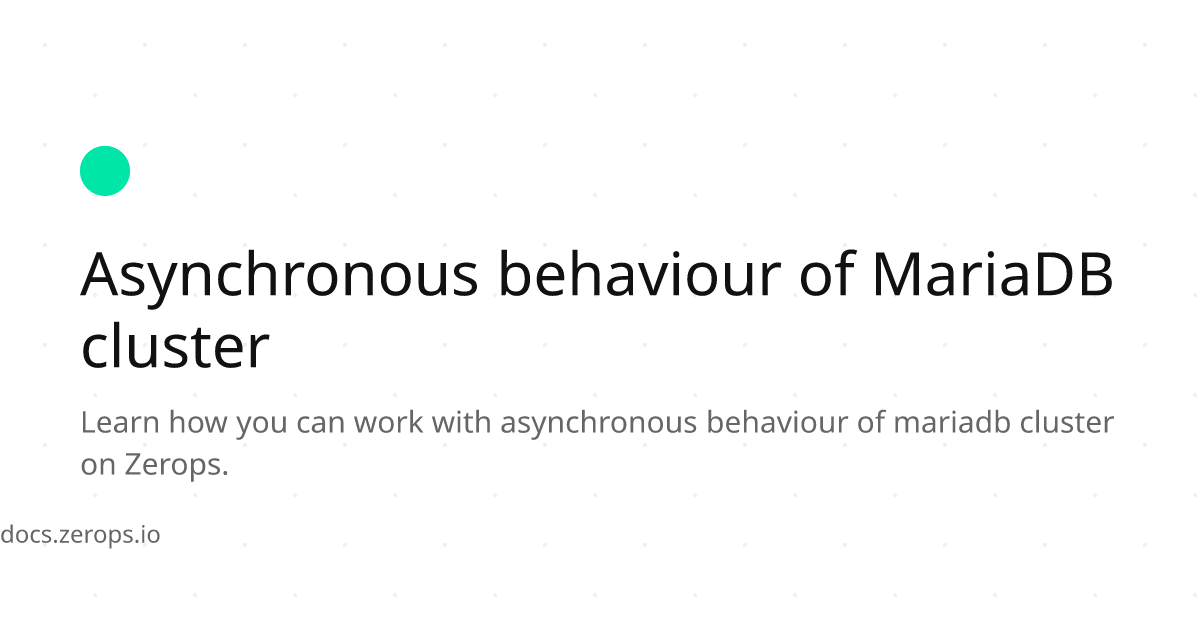 Asynchronous behaviour of MariaDB
cluster
Learn how you can work with asynchronous behaviour of mariadb cluster
on Zerops.
docs.zerops.io